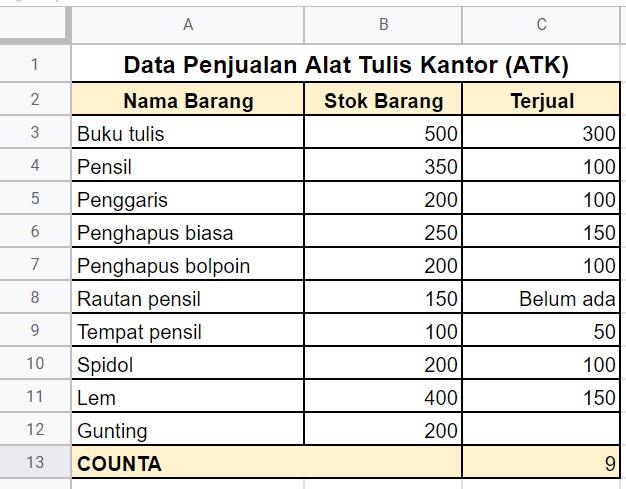 A B C
1 Data Penjualan Alat Tulis Kantor (ATK)
2 Nama Barang Stok Barang Terjual
3 Buku tulis 500 300
4 Pensil 350 100
5 Penggaris 200 100
6 Penghapus biasa 250 150
7 Penghapus bolpoin 200 100
8 Rautan pensil 150 Belum ada
9 Tempat pensil 100 50
10 Spidol 200 100
11 Lem 400 150
12 Gunting 200
13 COUNTA 9